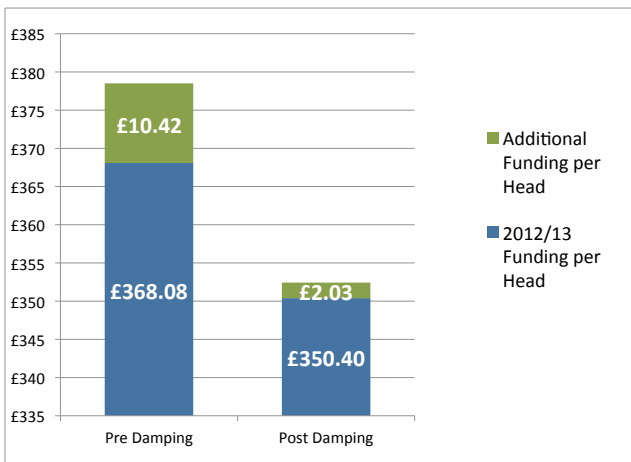 £385
£380
£375
£370
£365
£360
£355
£350
£345
£340
£335
£10.42
£368.08
£2.03
£350.40
Pre Damping
Post Damping
Additional
Funding per
Head
2012/13
Funding per
Head